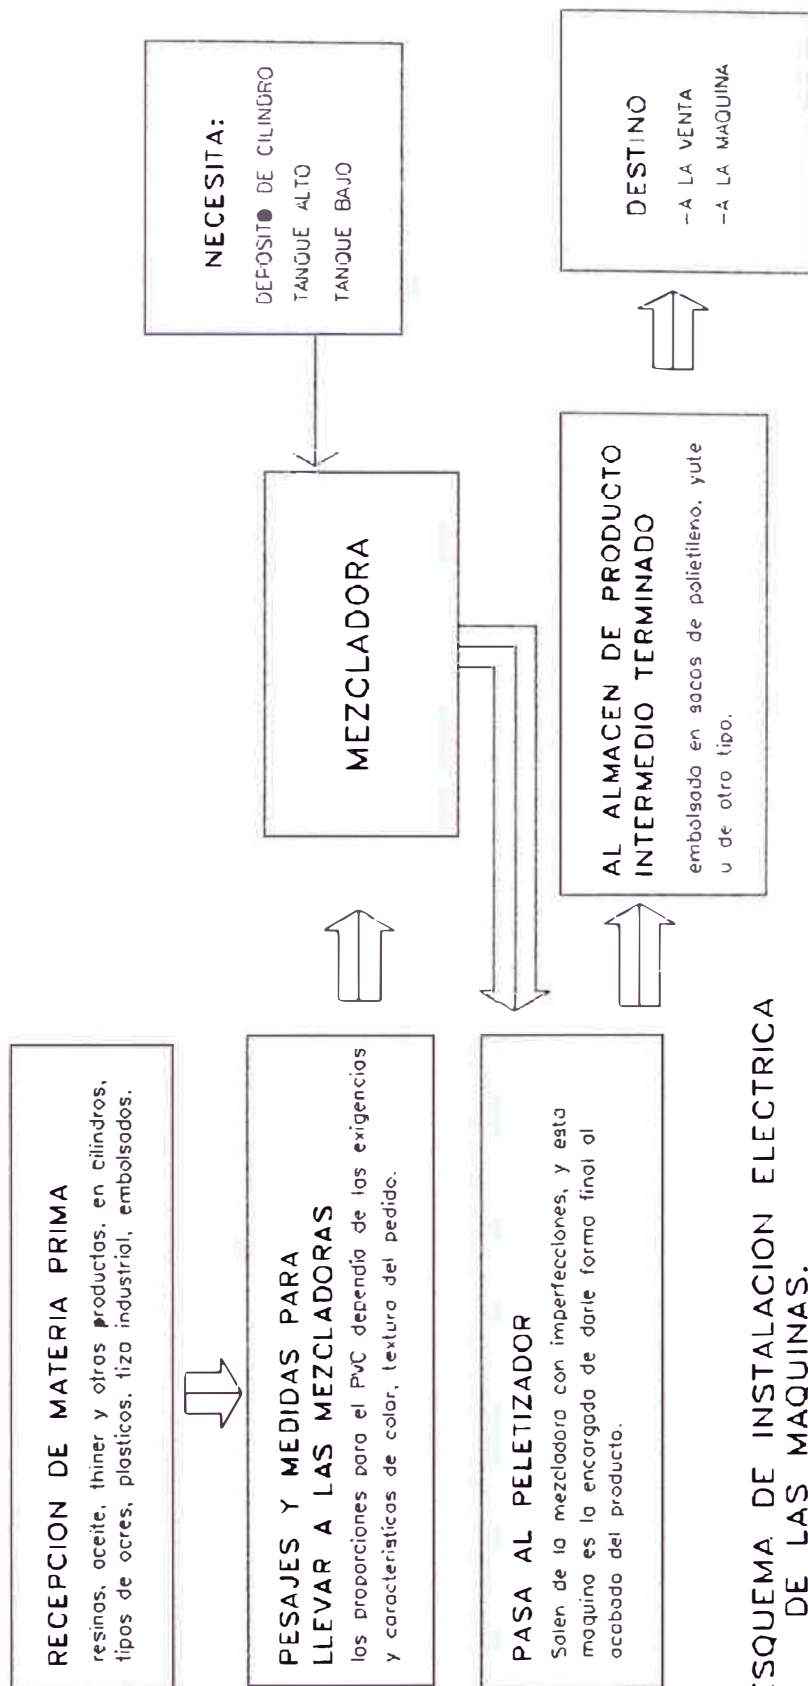 RECEPCION DE MATERIA PRIMA
resinas, aceite, thiner y otros productos, en cilindros,
tipos de ocres, plasticos, tiza industrial, embolsados.
PESAJES Y MEDIDAS PARA
LLEVAR A LAS MEZCLADORAS
los proporciones para el PVC dependia de las exigencias
y caracteristicas de color, textura del pedido.
MEZCLADORA
NECESITA:
DEPOSITO DE CILINDRO
TANQUE ALTO
TANQUE BAJO
PASA AL PELETIZADOR
Salen de la mezcladora con imperfecciones, y esta
maquina es la encargada de darle forma final al
acabado del producto.
AL ALMACEN DE PRODUCTO
INTERMEDIO TERMINADO
embolsado en sacos de polietileno, yute
u de otro tipo.
DESTINO
-A LA VENTA
-A LA MAQUINA
ESQUEMA DE INSTALACION ELECTRICA
DE LAS MAQUINAS.